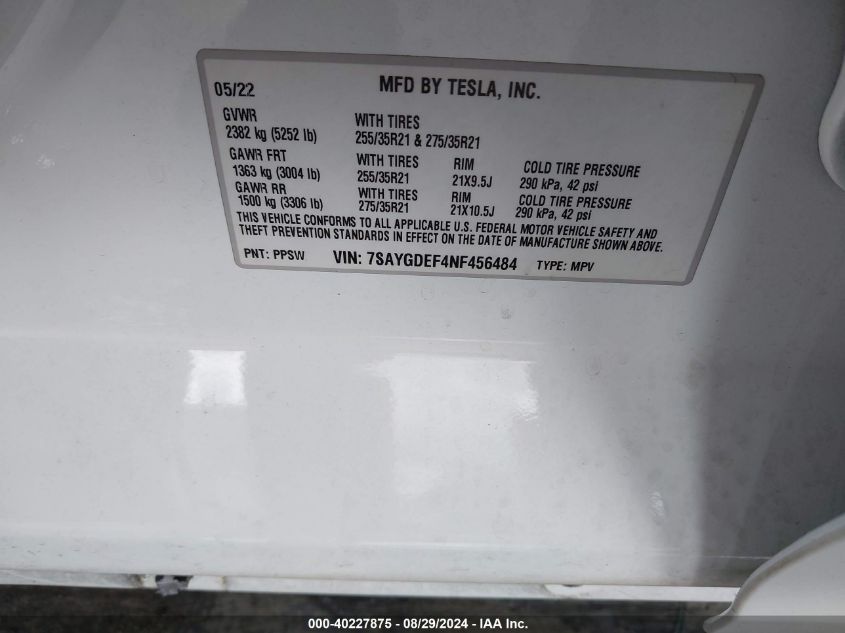 05/22 MFD BY TESLA, INC.
GVWR WITH TIRES
2382 kg (5252 lb) 255/35R21 & 275/35R21
GAWR FRT WITH TIRES RIM COLD TIRE PRESSURE
1363 kg (3004 lb) 255/35R21 21X9.5J 290 kPa, 42 psi
GAWR RR WITH TIRES RIM COLD TIRE PRESSURE
1500 kg (3306 lb) 275/35R21 21X10.5J 290 kPa, 42 psi
THIS VEHICLE CONFORMS TO ALL APPLICABLE U.S. FEDERAL MOTOR VEHICLE SAFETY AND
THEFT PREVENTION STANDARDS IN EFFECT ON THE DATE OF MANUFACTURE SHOWN ABOVE.
PNT: PPSW VIN: 7SAYGDEF4NF456484 TYPE: MPV
000-40227875 - 08/29/2024 - IAA Inc.